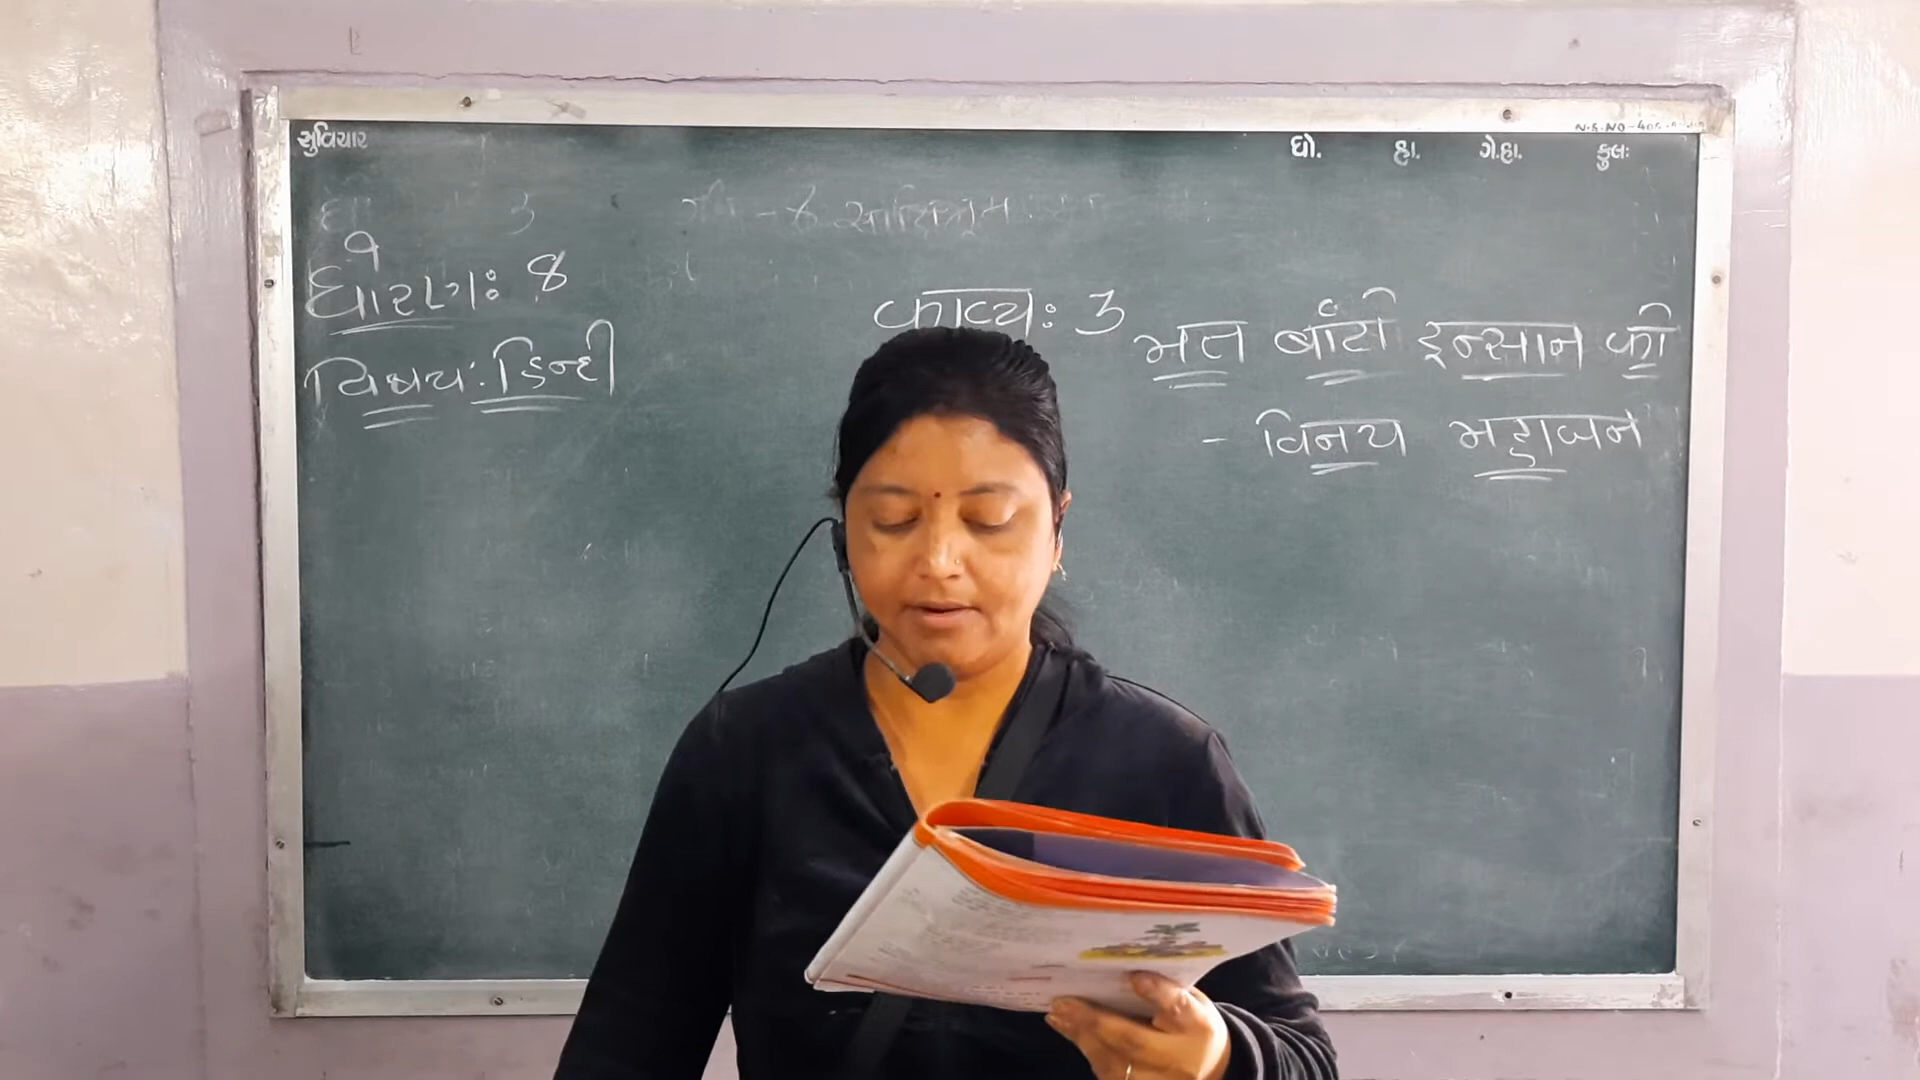 સુવિચાર
ઘો. હા. ગે.હા. કુલઃ
ધોરણઃ 8
વિષયઃ હિન્દી
काव्यः 3
मत बाँटो इन्सान को
- विनय महाजन